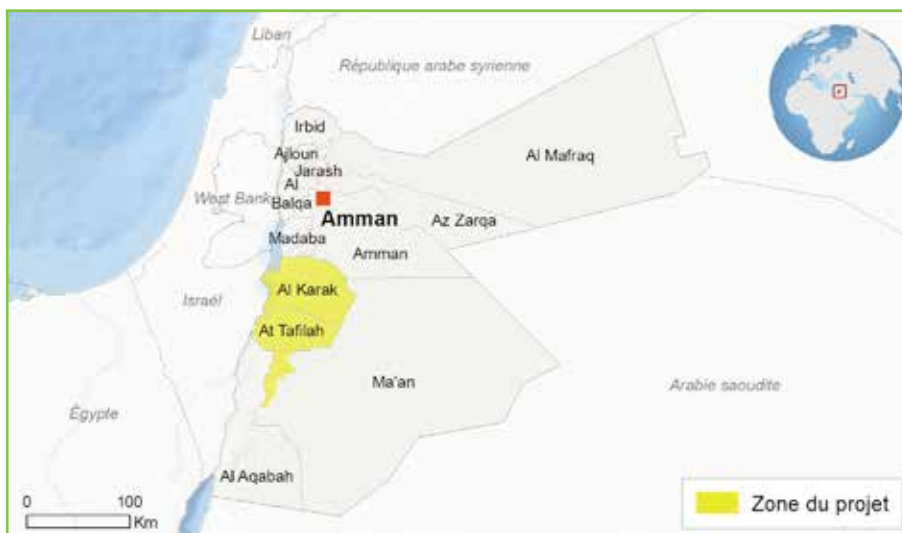 Liban
République arabe syrienne
Irbid
Ajloun
Jarash
Al Mafraq
Al
Balqa
West Bank
Amman
Az Zarqa
Madaba
Amman
Al Karak
Israël
At Tafilah
Ma'an
Arabie saoudite
Égypte
Al Aqabah
0 100
Km
Zone du projet